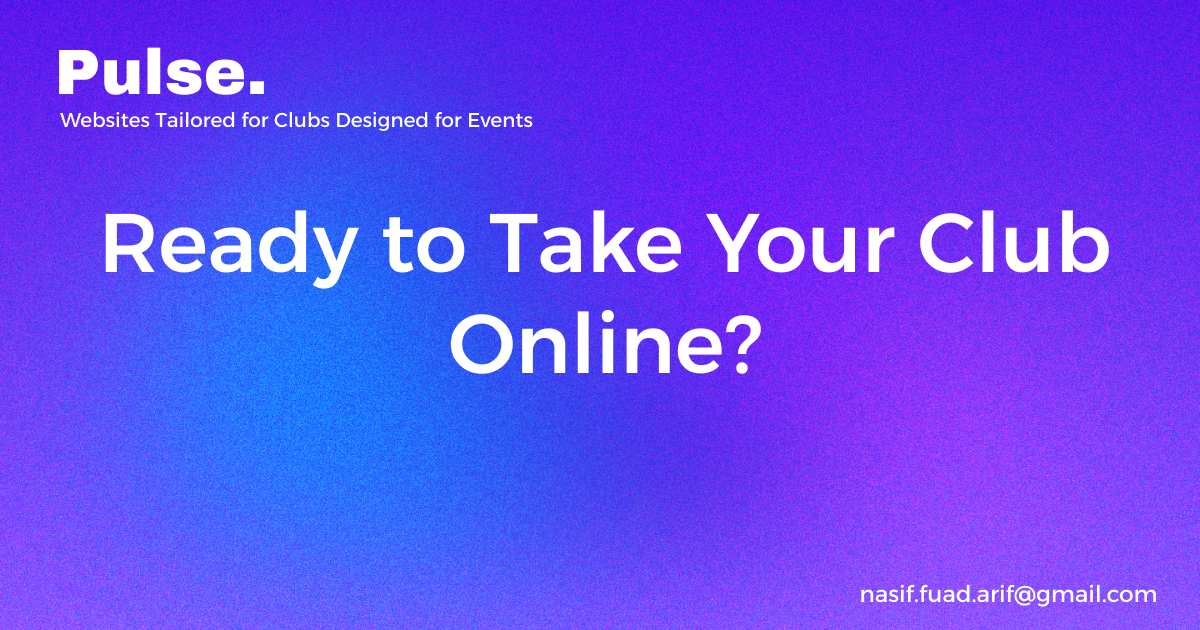 Pulse.
Websites Tailored for Clubs Designed for Events
Ready to Take Your Club
Online?
nasif.fuad.arif@gmail.com